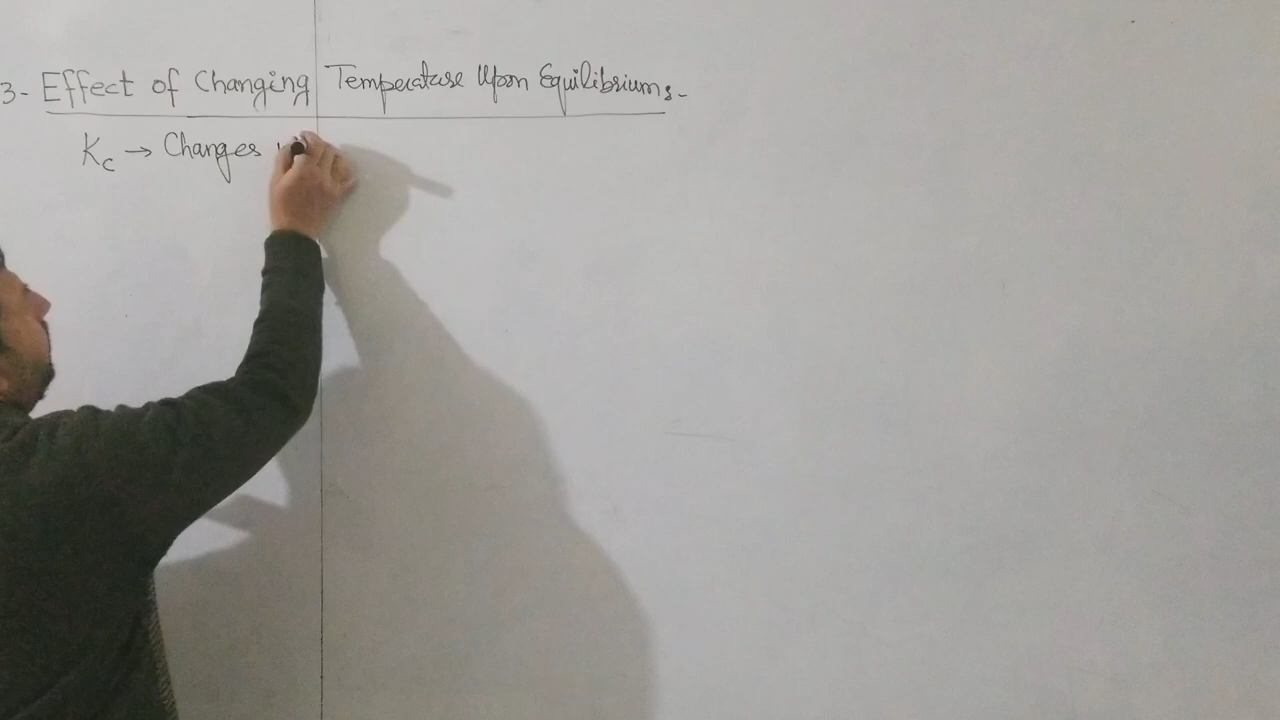 3- Effect of Changing Temperature Upon Equilibrium:-
Kc → Changes